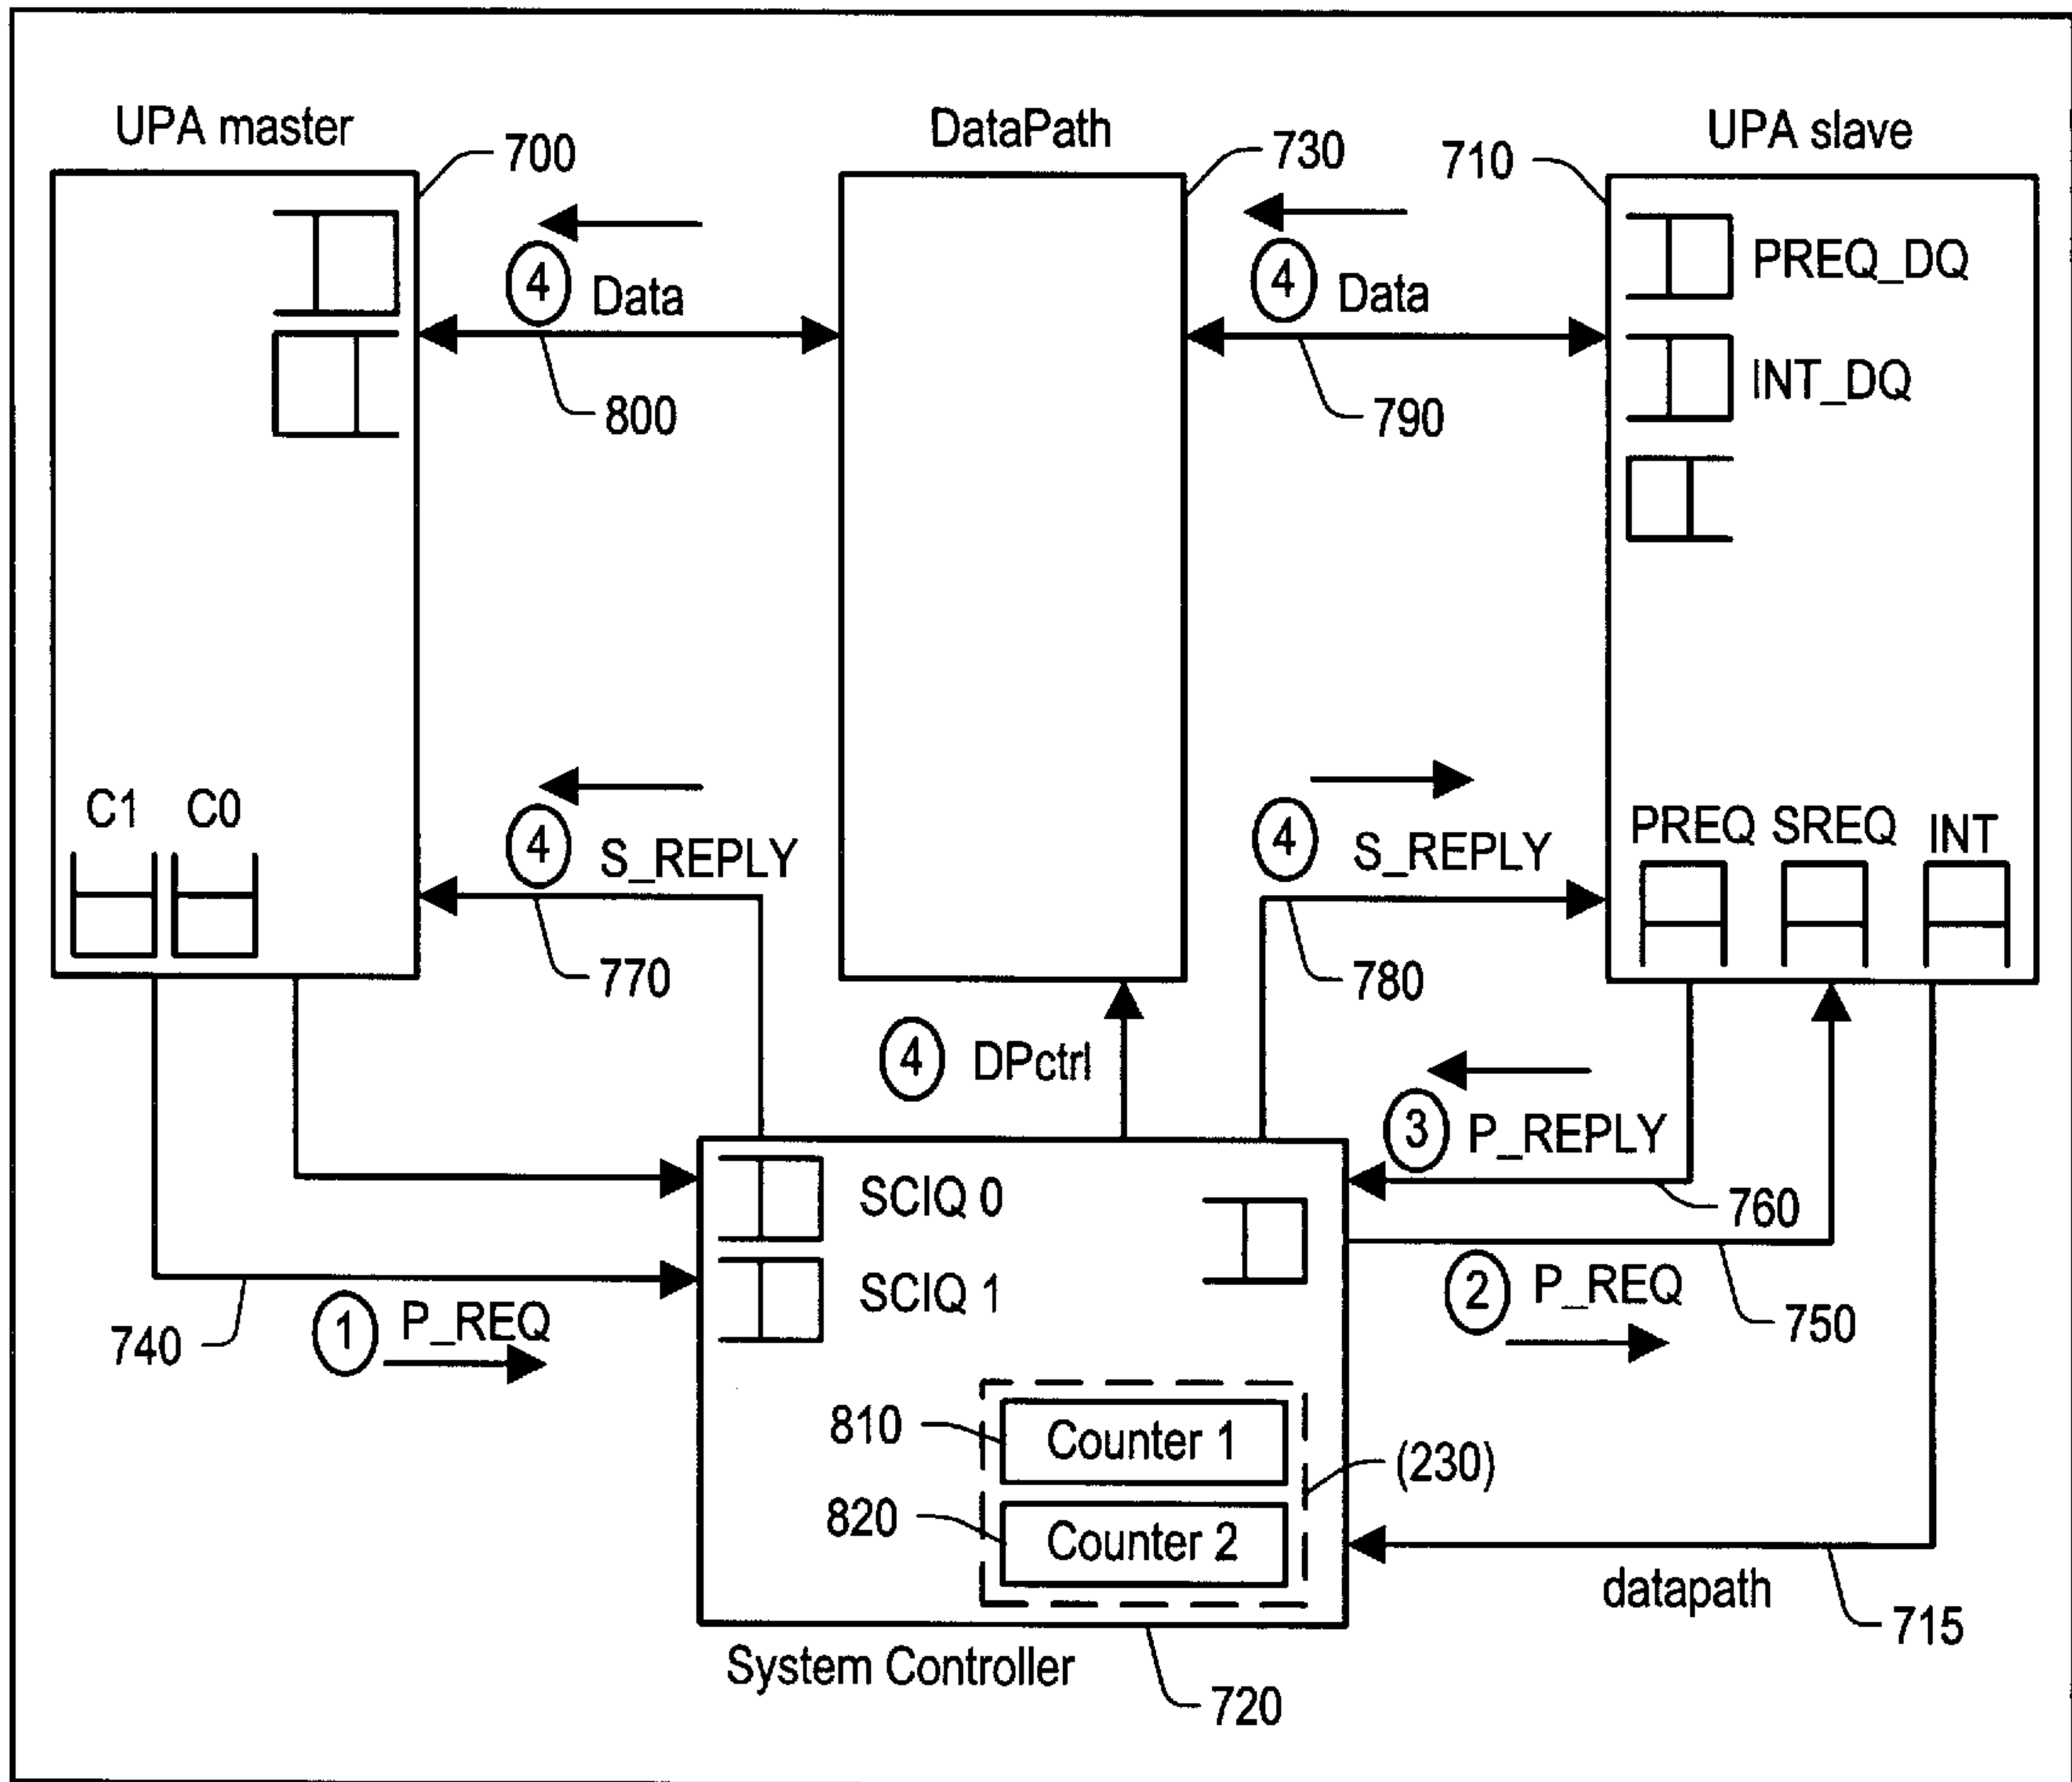 UPA master
DataPath
UPA slave
700
730
710
4 Data
4 Data
PREQ_DQ
INT_DQ
800
790
C1 C0
4 S_REPLY
4 S_REPLY
PREQ SREQ INT
770
780
4 DPctrl
3 P_REPLY
SCIQ 0
760
SCIQ 1
740
1 P_REQ
2 P_REQ
750
810
Counter 1
(230)
820
Counter 2
datapath
715
System Controller
720